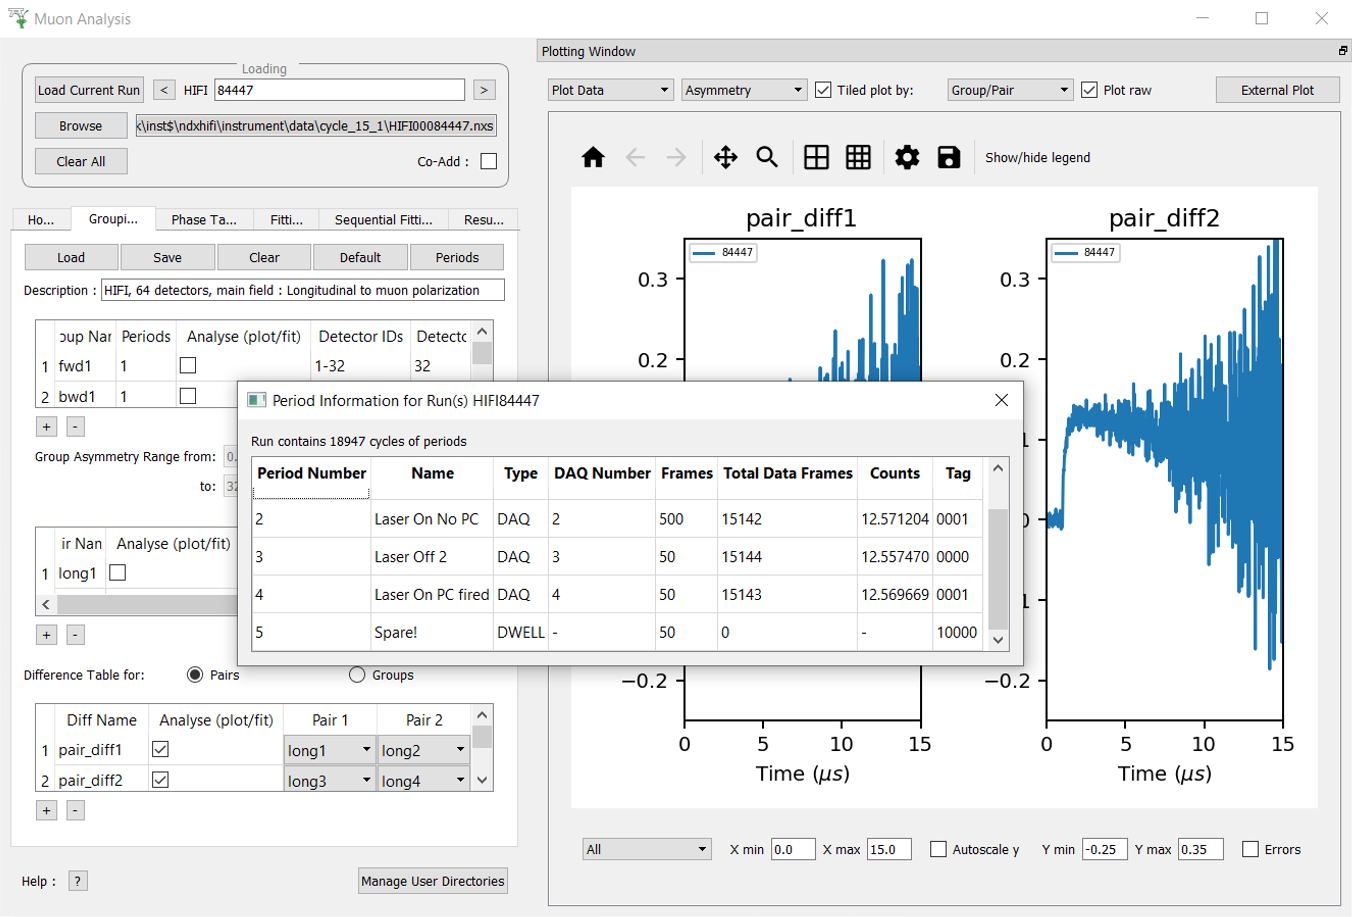 Muon Analysis
Loading
Load Current Run < HIFI 84447 >
Browse <\inst$\ndxhifi\instrument\data\cycle_15_1\HIFI00084447.nxs
Clear All Co-Add :
Ho... Groupi... Phase Ta... Fitti... Sequential Fitti... Resu...
Load Save Clear Default Periods
Description : HIFI, 64 detectors, main field : Longitudinal to muon polarization
oup Nar Periods Analyse (plot/fit) Detector IDs Detectc
1 fwd1 1 1-32 32
2 bwd1 1
+ -
Group Asymmetry Range from: 0.
to: 32
ir Nan Analyse (plot/fit)
1 long1
+ -
Difference Table for: Pairs Groups
Diff Name Analyse (plot/fit) Pair 1 Pair 2
1 pair_diff1 long1 long2
2 pair_diff2 long3 long4
+ -
Help : ? Manage User Directories
Plotting Window
Plot Data Asymmetry Tiled plot by: Group/Pair Plot raw External Plot
Show/hide legend
pair_diff1
84447
0.3
0.2
−0.2
0 5 10 15
Time (μs)
pair_diff2
84447
0.3
0.2
1
0
1
−0.2
0 5 10 15
Time (μs)
Period Information for Run(s) HIFI84447
Run contains 18947 cycles of periods
Period Number Name Type DAQ Number Frames Total Data Frames Counts Tag
2 Laser On No PC DAQ 2 500 15142 12.571204 0001
3 Laser Off 2 DAQ 3 50 15144 12.557470 0000
4 Laser On PC fired DAQ 4 50 15143 12.569669 0001
5 Spare! DWELL - 50 0 - 10000
All X min 0.0 X max 15.0 Autoscale y Y min -0.25 Y max 0.35 Errors